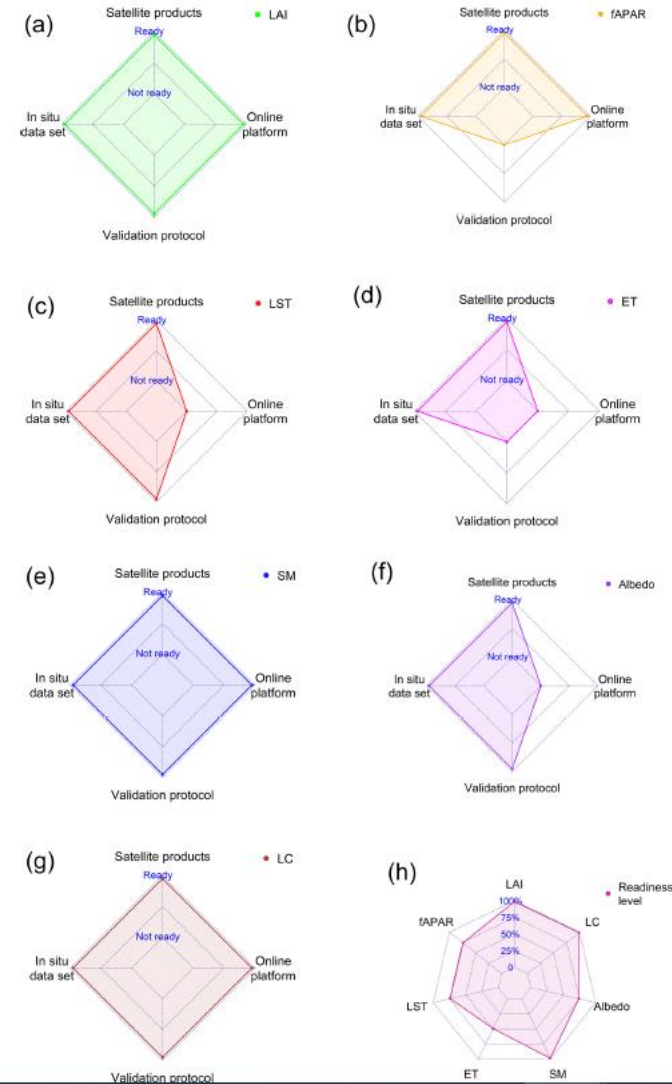 (a)
Satellite products
LAI
Ready
Not ready
In situ
data set
Online
platform
Validation protocol
(b)
Satellite products
fAPAR
Ready
Not ready
In situ
data set
Online
platform
Validation protocol
(c)
Satellite products
LST
Ready
Not ready
In situ
data set
Online
platform
Validation protocol
(d)
Satellite products
ET
Ready
Not ready
In situ
data set
Online
platform
Validation protocol
(e)
Satellite products
SM
Ready
Not ready
In situ
data set
Online
platform
Validation protocol
(f)
Satellite products
Albedo
Ready
Not ready
In situ
data set
Online
platform
Validation protocol
(g)
Satellite products
LC
Ready
Not ready
In situ
data set
Online
platform
Validation protocol
(h)
LAI
Readiness
level
100%
75%
50%
25%
0
fAPAR
LC
LST
Albedo
ET
SM